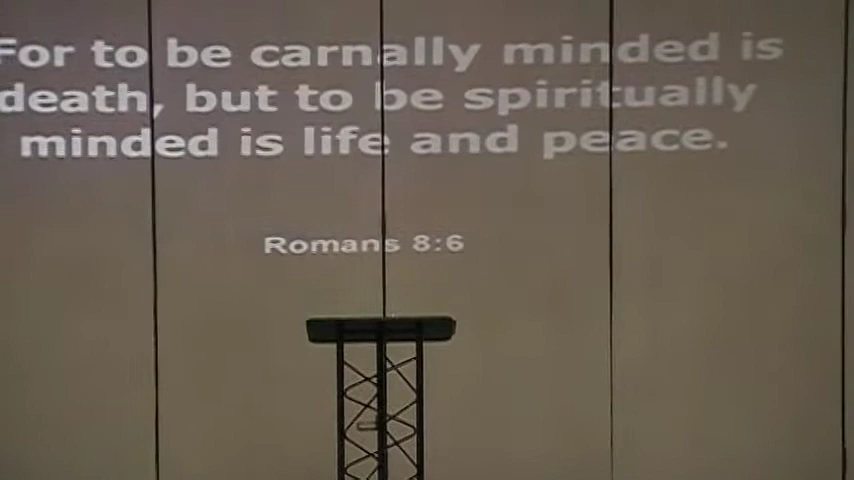 For to be carnally minded is
death, but to be spiritually
minded is life and peace.
Romans 8:6